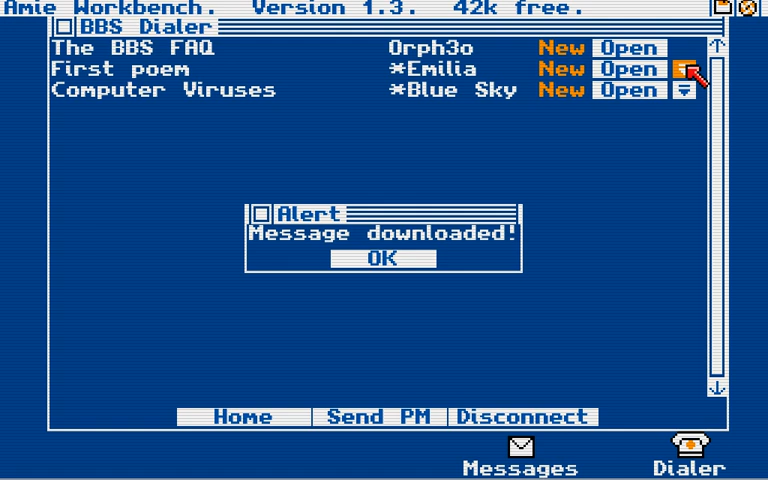 Amie Workbench. Version 1.3. 42k free.
BBS Dialer
The BBS FAQ Orph3o New Open
First poem *Emilia New Open
Computer Viruses *Blue Sky New Open
Alert
Message downloaded!
OK
Home Send PM Disconnect
Messages Dialer